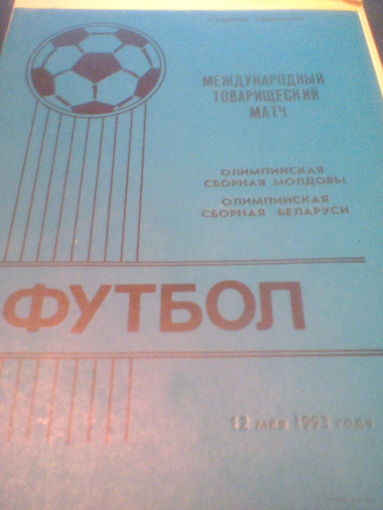 МЕЖДУНАРОДНЫЙ
ТОВАРИЩЕСКИЙ
МАТЧ
ОЛИМПИЙСКАЯ
СБОРНАЯ МОЛДОВЫ
ОЛИМПИЙСКАЯ
СБОРНАЯ БЕЛАРУСИ
ФУТБОЛ
12 мая 1993 года